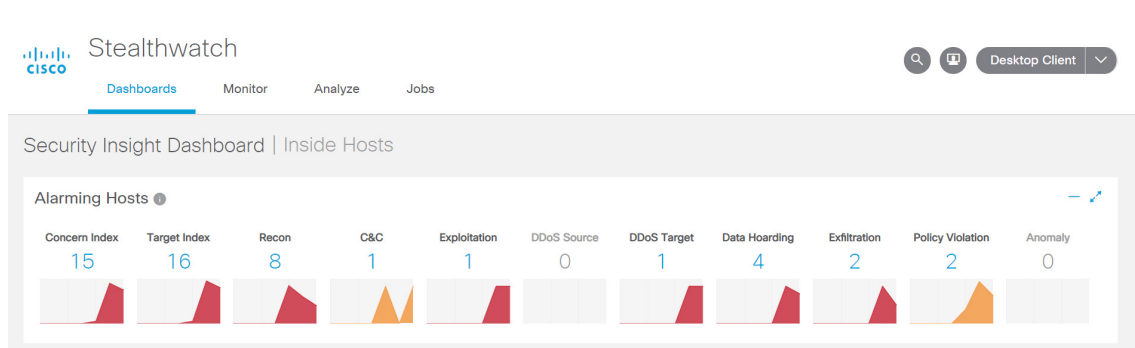 Stealthwatch
CISCO
Desktop Client
Dashboards Monitor Analyze Jobs
Security Insight Dashboard | Inside Hosts
Alarming Hosts
Concern Index Target Index Recon C&C Exploitation DDoS Source DDoS Target Data Hoarding Exfiltration Policy Violation Anomaly
15 16 8 1 1 0 1 4 2 2 0